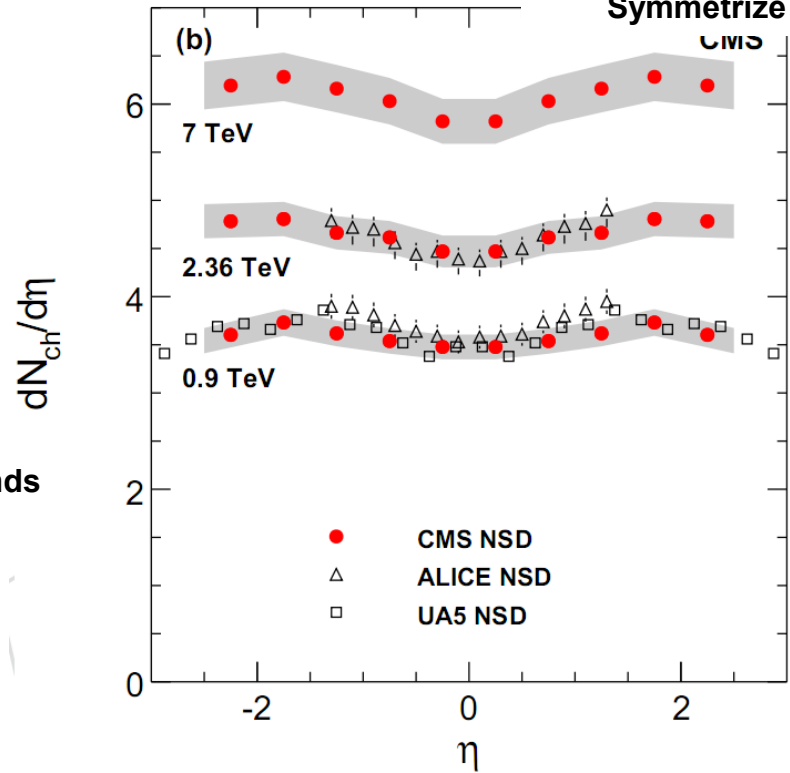 Symmetrize
(b)
CMS
6
7 TeV
2.36 TeV
4
0.9 TeV
dNch/dη
nds
2
CMS NSD
ALICE NSD
UA5 NSD
0
-2 0 2
η